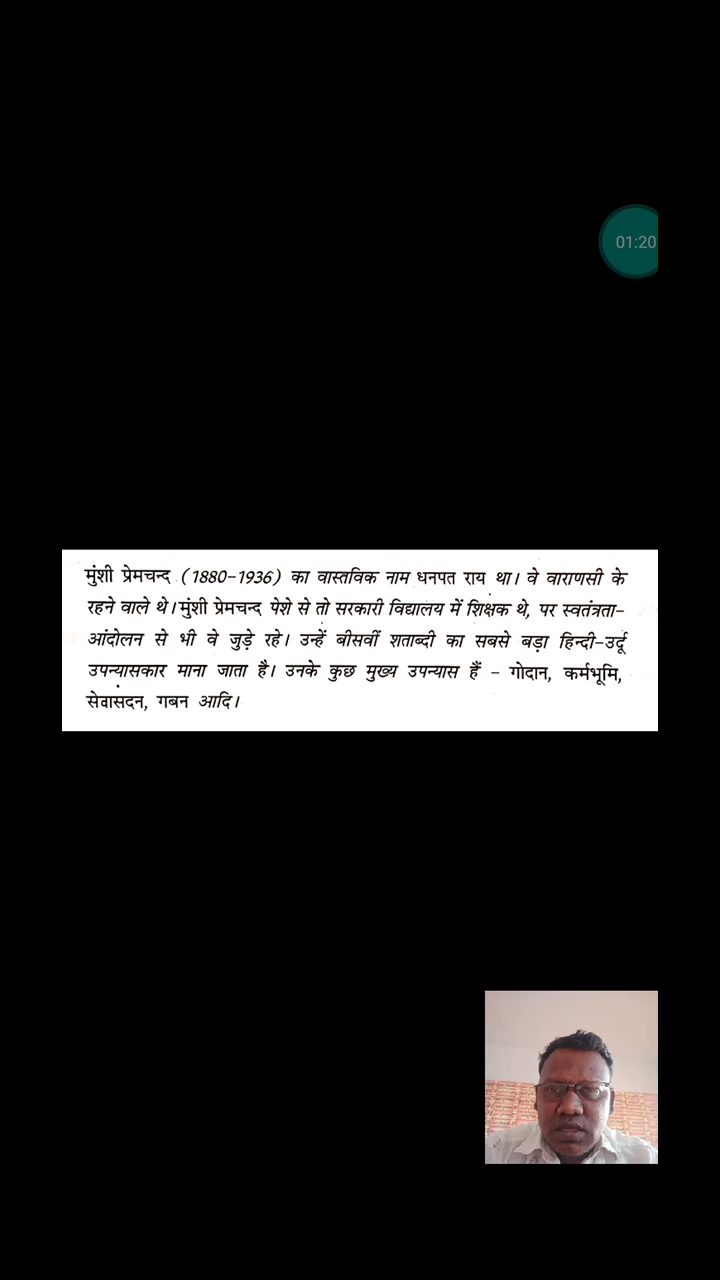 01:20
मुंशी प्रेमचन्द (1880-1936) का वास्तविक नाम धनपत राय था। वे वाराणसी के
रहने वाले थे। मुंशी प्रेमचन्द पेशे से तो सरकारी विद्यालय में शिक्षक थे, पर स्वतंत्रता-
आंदोलन से भी वे जुड़े रहे। उन्हें बीसवीं शताब्दी का सबसे बड़ा हिन्दी-उर्दू
उपन्यासकार माना जाता है। उनके कुछ मुख्य उपन्यास हैं - गोदान, कर्मभूमि,
सेवासदन, गबन आदि।